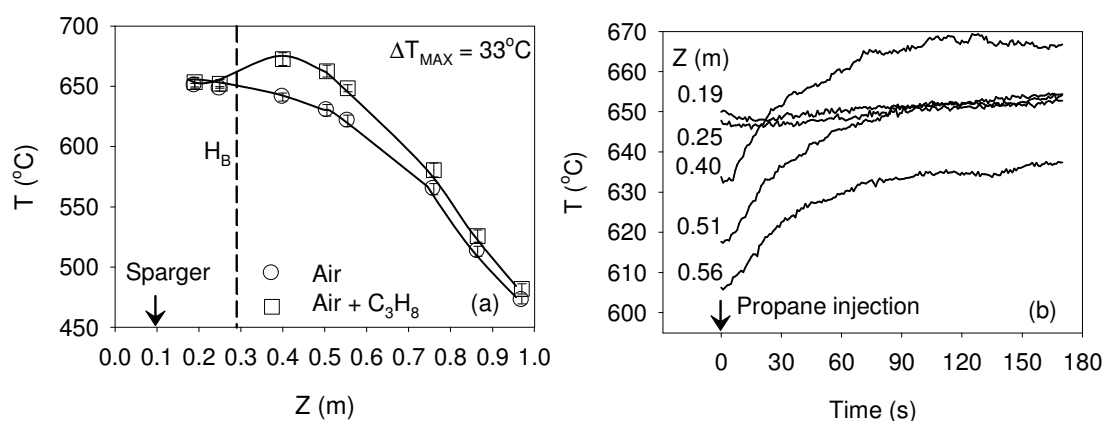 700
650
600
550
500
450
T (°C)
ΔT_MAX = 33°C
H_B
Sparger
Air
Air + C₃H₈
(a)
0.0 0.1 0.2 0.3 0.4 0.5 0.6 0.7 0.8 0.9 1.0
Z (m)
670
660
650
640
630
620
610
600
T (°C)
Z (m)
0.19
0.25
0.40
0.51
0.56
Propane injection
(b)
0 30 60 90 120 150 180
Time (s)